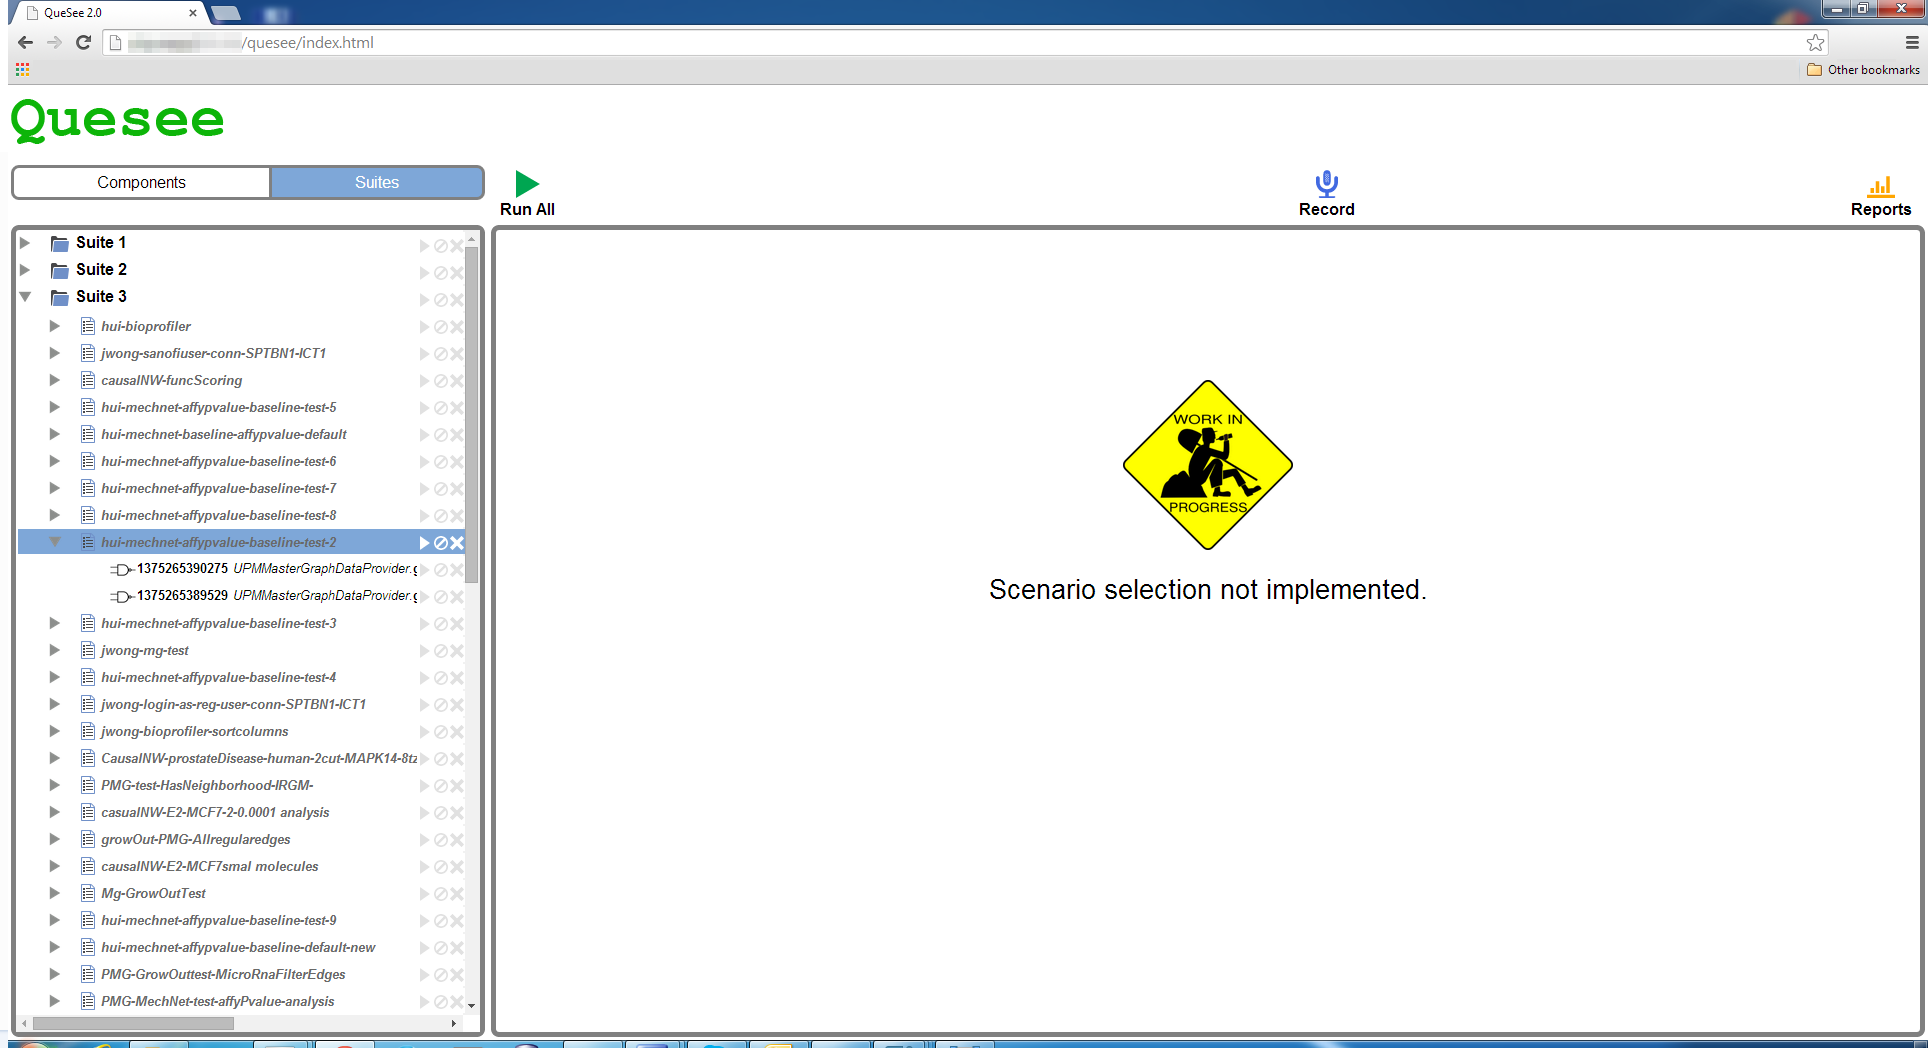 QueSee 2.0
/quesee/index.html
Other bookmarks
Quesee
Components Suites
Run All
Record
Reports
Suite 1
Suite 2
Suite 3
hui-bioprofiler
jwong-sanofiuser-conn-SPTBN1-ICT1
causalNW-funcScoring
hui-mechnet-affypvalue-baseline-test-5
hui-mechnet-baseline-affypvalue-default
hui-mechnet-affypvalue-baseline-test-6
hui-mechnet-affypvalue-baseline-test-7
hui-mechnet-affypvalue-baseline-test-8
hui-mechnet-affypvalue-baseline-test-2
1375265390275 UPMMasterGraphDataProvider.g
1375265389529 UPMMasterGraphDataProvider.g
hui-mechnet-affypvalue-baseline-test-3
jwong-mg-test
hui-mechnet-affypvalue-baseline-test-4
jwong-login-as-reg-user-conn-SPTBN1-ICT1
jwong-bioprofiler-sortcolumns
CausalNW-prostateDisease-human-2cut-MAPK14-8tz
PMG-test-HasNeighborhood-IRGM-
casualNW-E2-MCF7-2-0.0001 analysis
growOut-PMG-Allregularedges
causalNW-E2-MCF7smal molecules
Mg-GrowOutTest
hui-mechnet-affypvalue-baseline-test-9
hui-mechnet-affypvalue-baseline-default-new
PMG-GrowOuttest-MicroRnaFilterEdges
PMG-MechNet-test-affyPvalue-analysis
WORK IN
PROGRESS
Scenario selection not implemented.